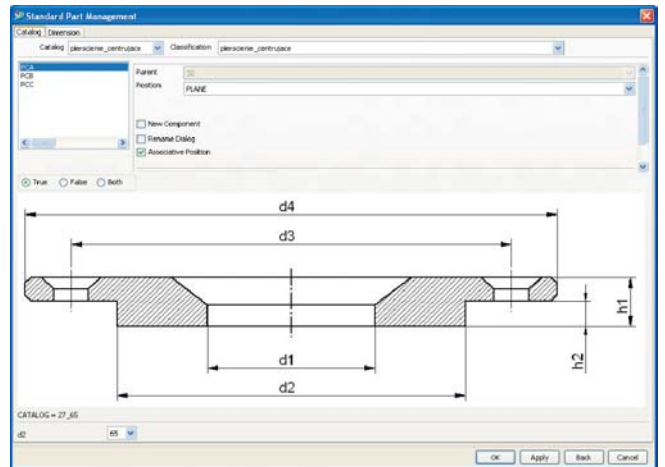 Standard Part Management
Catalog Dimension
Catalog pierscienie_centrujace Classification pierscienie_centrujace
PCA
PCB
PCC
Parent
Position PLANE
New Component
Rename Dialog
Associative Position
True False Both
d4
d3
h1
h2
d1
d2
CATALOG = 27_65
d2 65
OK Apply Back Cancel